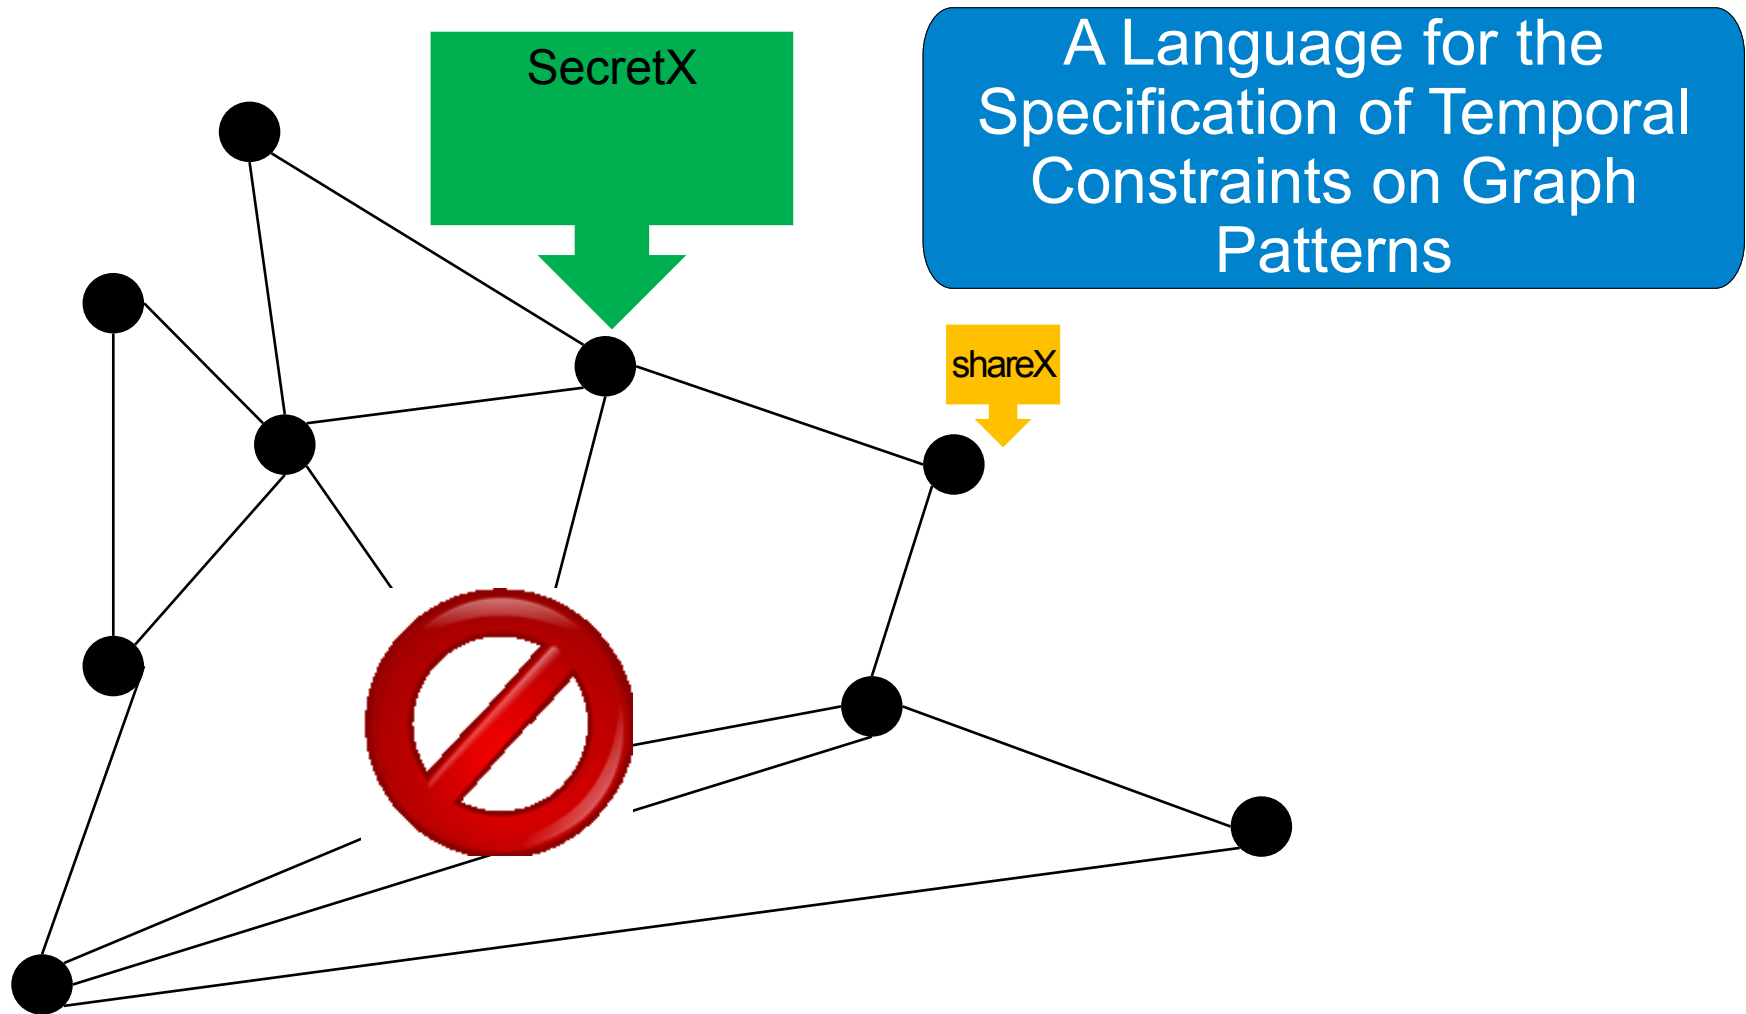 SecretX
A Language for the
Specification of Temporal
Constraints on Graph
Patterns
shareX